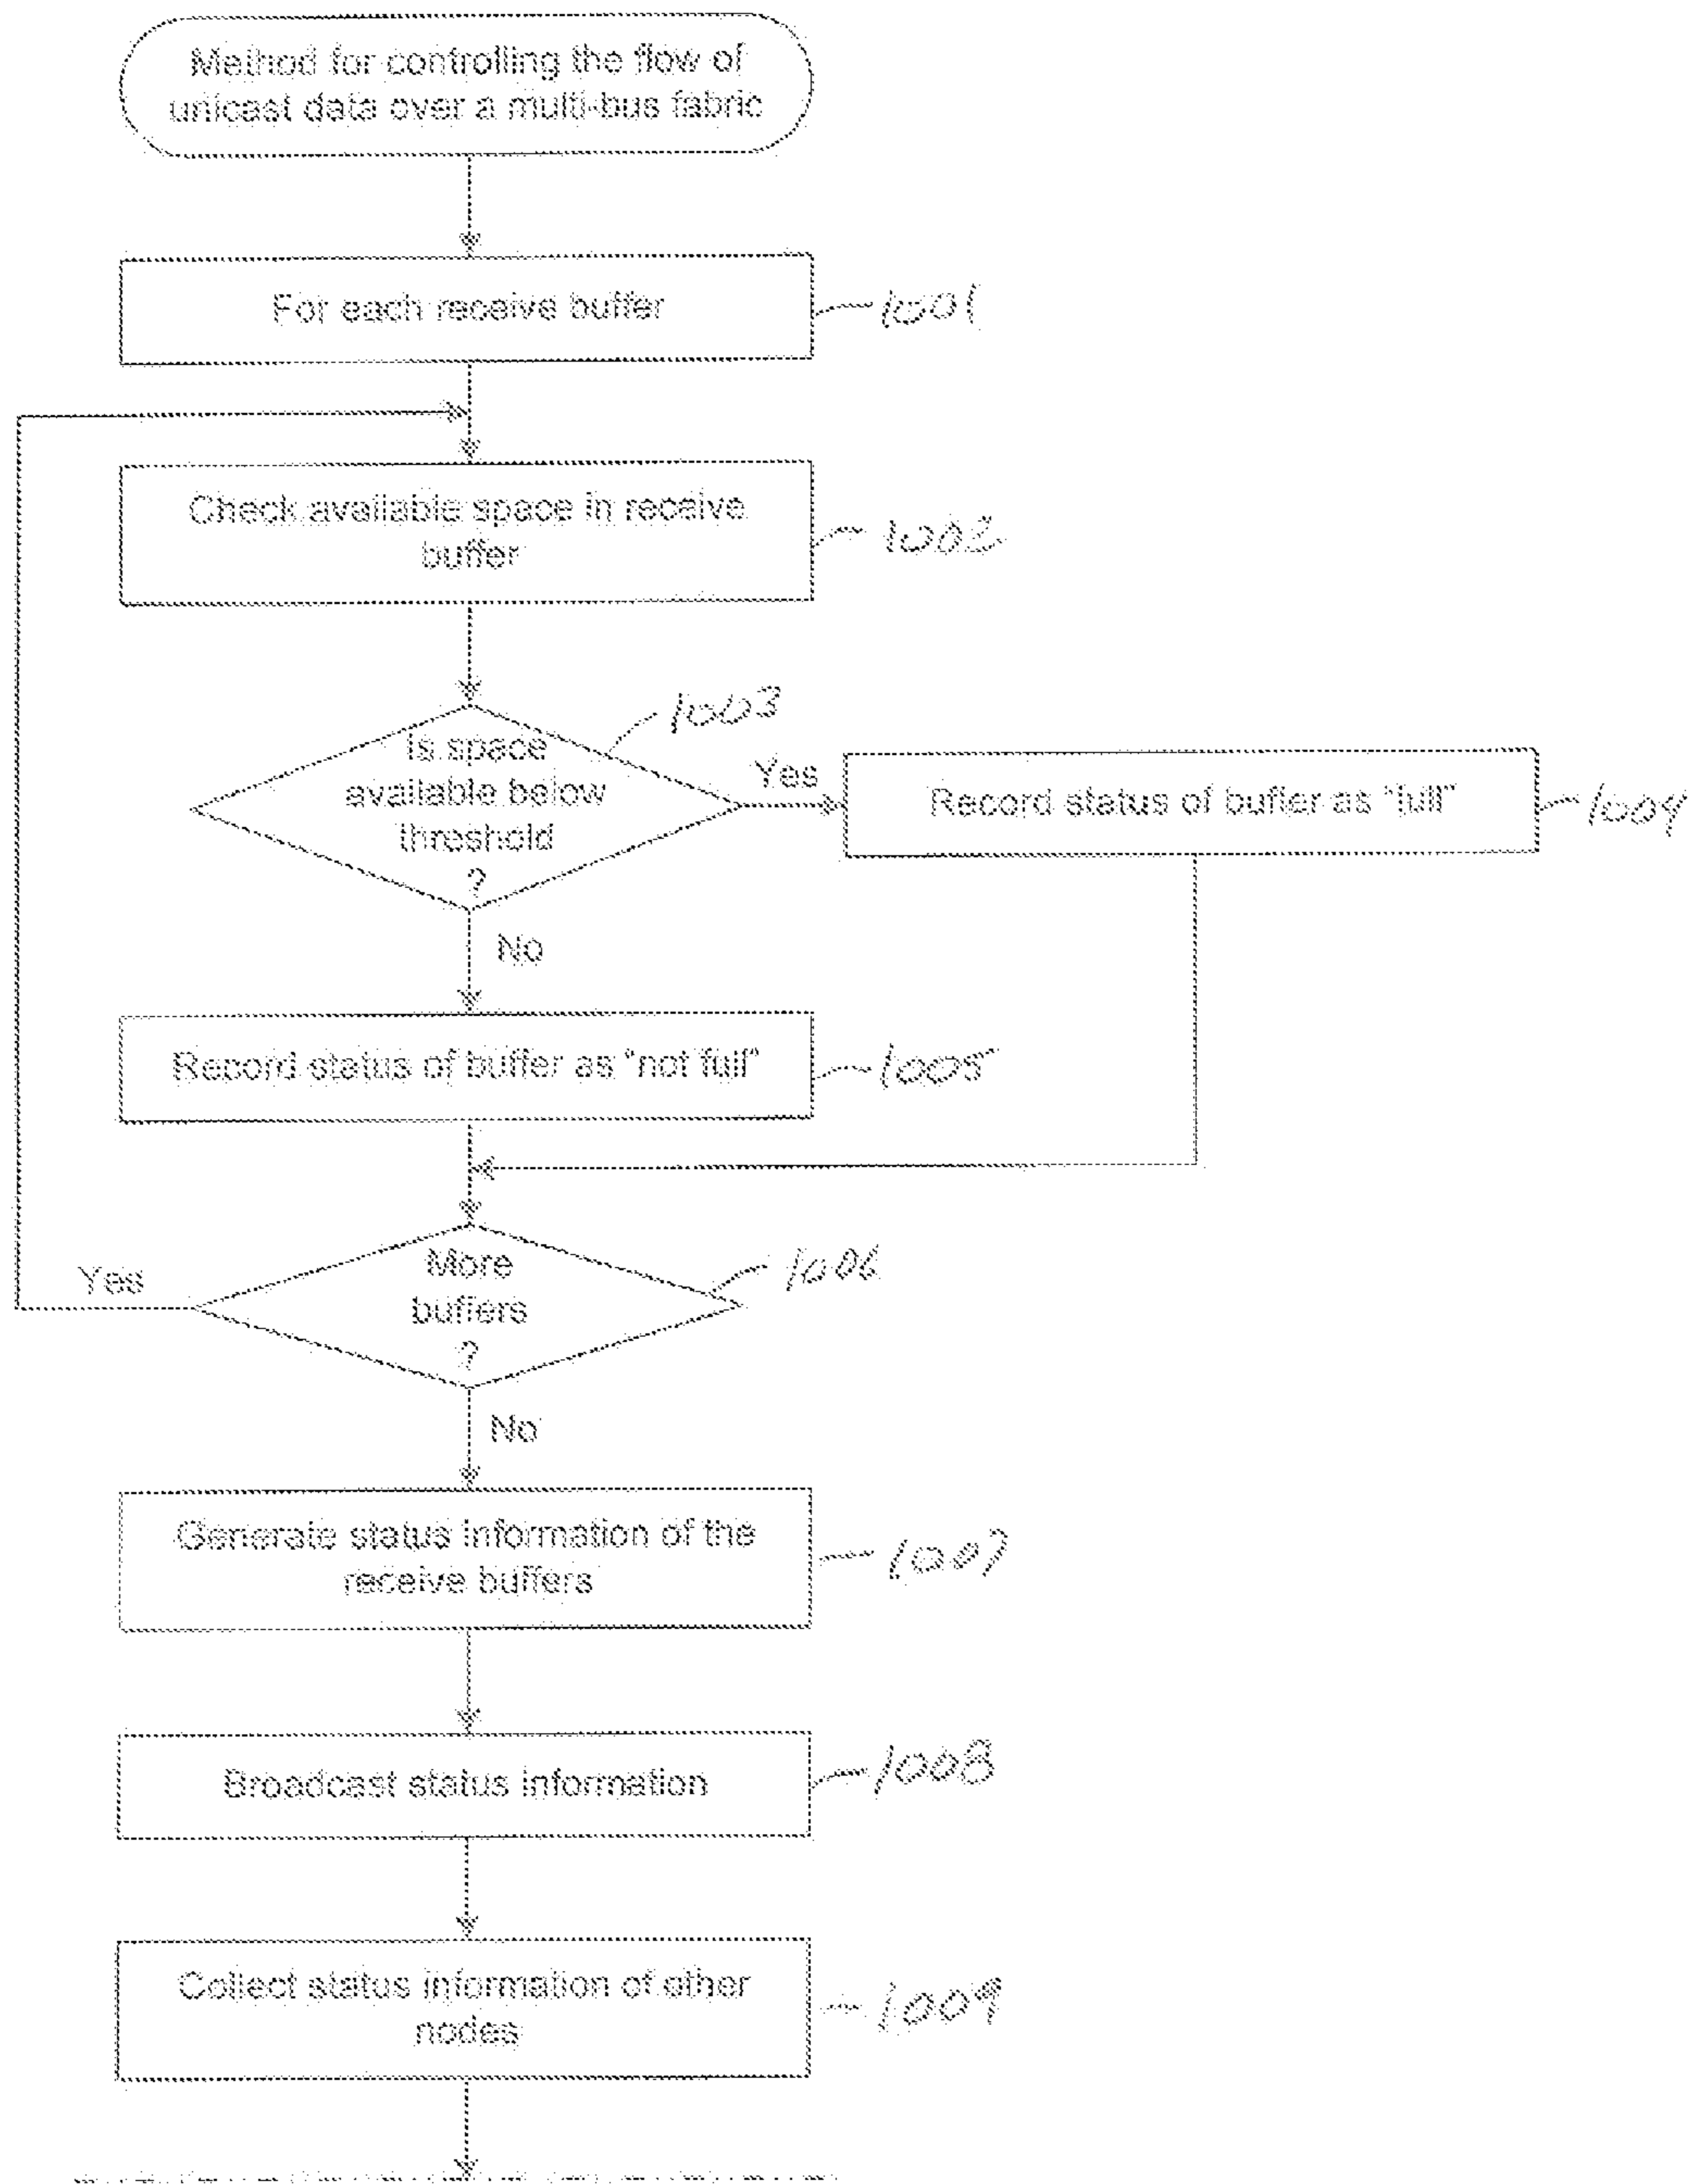 Method for controlling the flow of
unicast data over a multi-bus fabric
For each receive buffer
1001
Check available space in receive
buffer
1002
1003
Is space
available below
threshold
?
Yes
Record status of buffer as "full"
1004
No
Record status of buffer as "not full"
1005
More
buffers
?
1006
Yes
No
Generate status information of the
receive buffers
1007
Broadcast status information
1008
Collect status information of other
nodes
1009